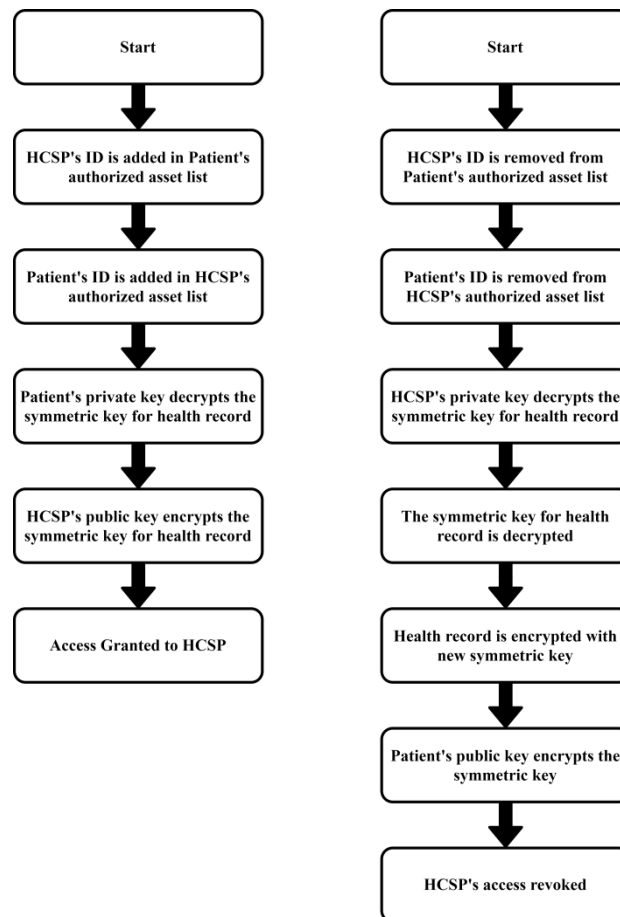 Start
HCSP's ID is added in Patient's
authorized asset list
Patient's ID is added in HCSP's
authorized asset list
Patient's private key decrypts the
symmetric key for health record
HCSP's public key encrypts the
symmetric key for health record
Access Granted to HCSP
Start
HCSP's ID is removed from
Patient's authorized asset list
Patient's ID is removed from
HCSP's authorized asset list
HCSP's private key decrypts the
symmetric key for health record
The symmetric key for health
record is decrypted
Health record is encrypted with
new symmetric key
Patient's public key encrypts the
symmetric key
HCSP's access revoked